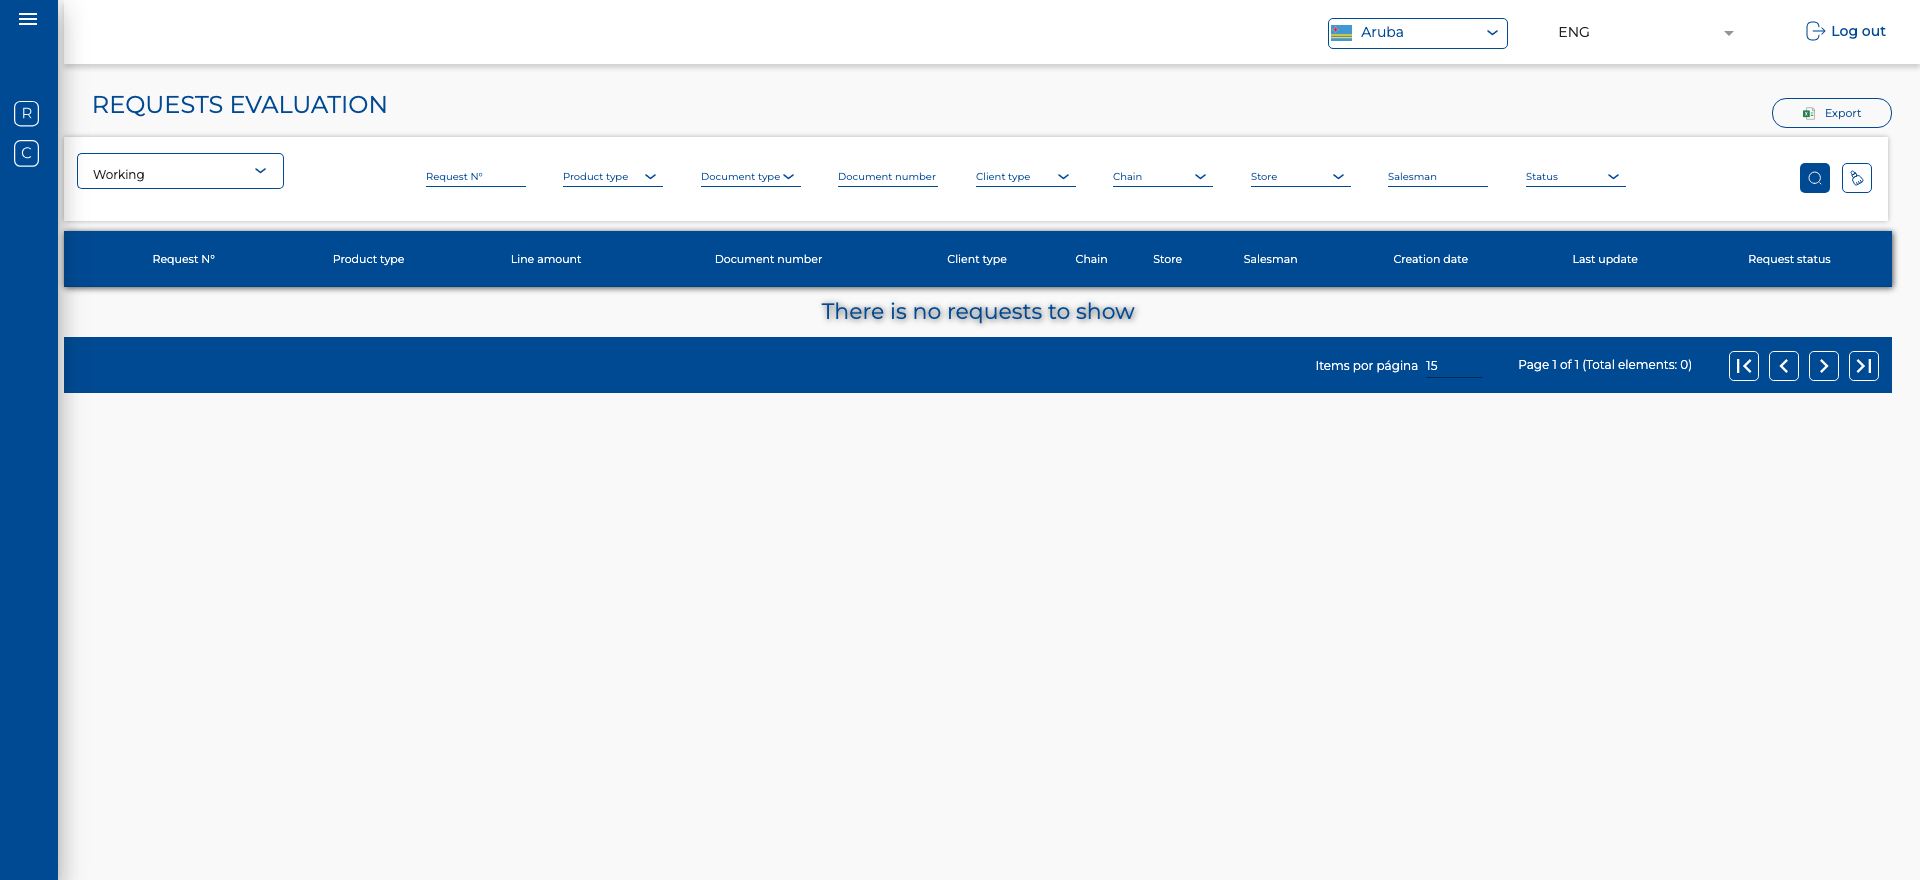 Aruba
ENG
Log out
R
C
REQUESTS EVALUATION
Export
Working
Request N°
Product type
Document type
Document number
Client type
Chain
Store
Salesman
Status
Request N°
Product type
Line amount
Document number
Client type
Chain
Store
Salesman
Creation date
Last update
Request status
There is no requests to show
Items por página 15
Page 1 of 1 (Total elements: 0)